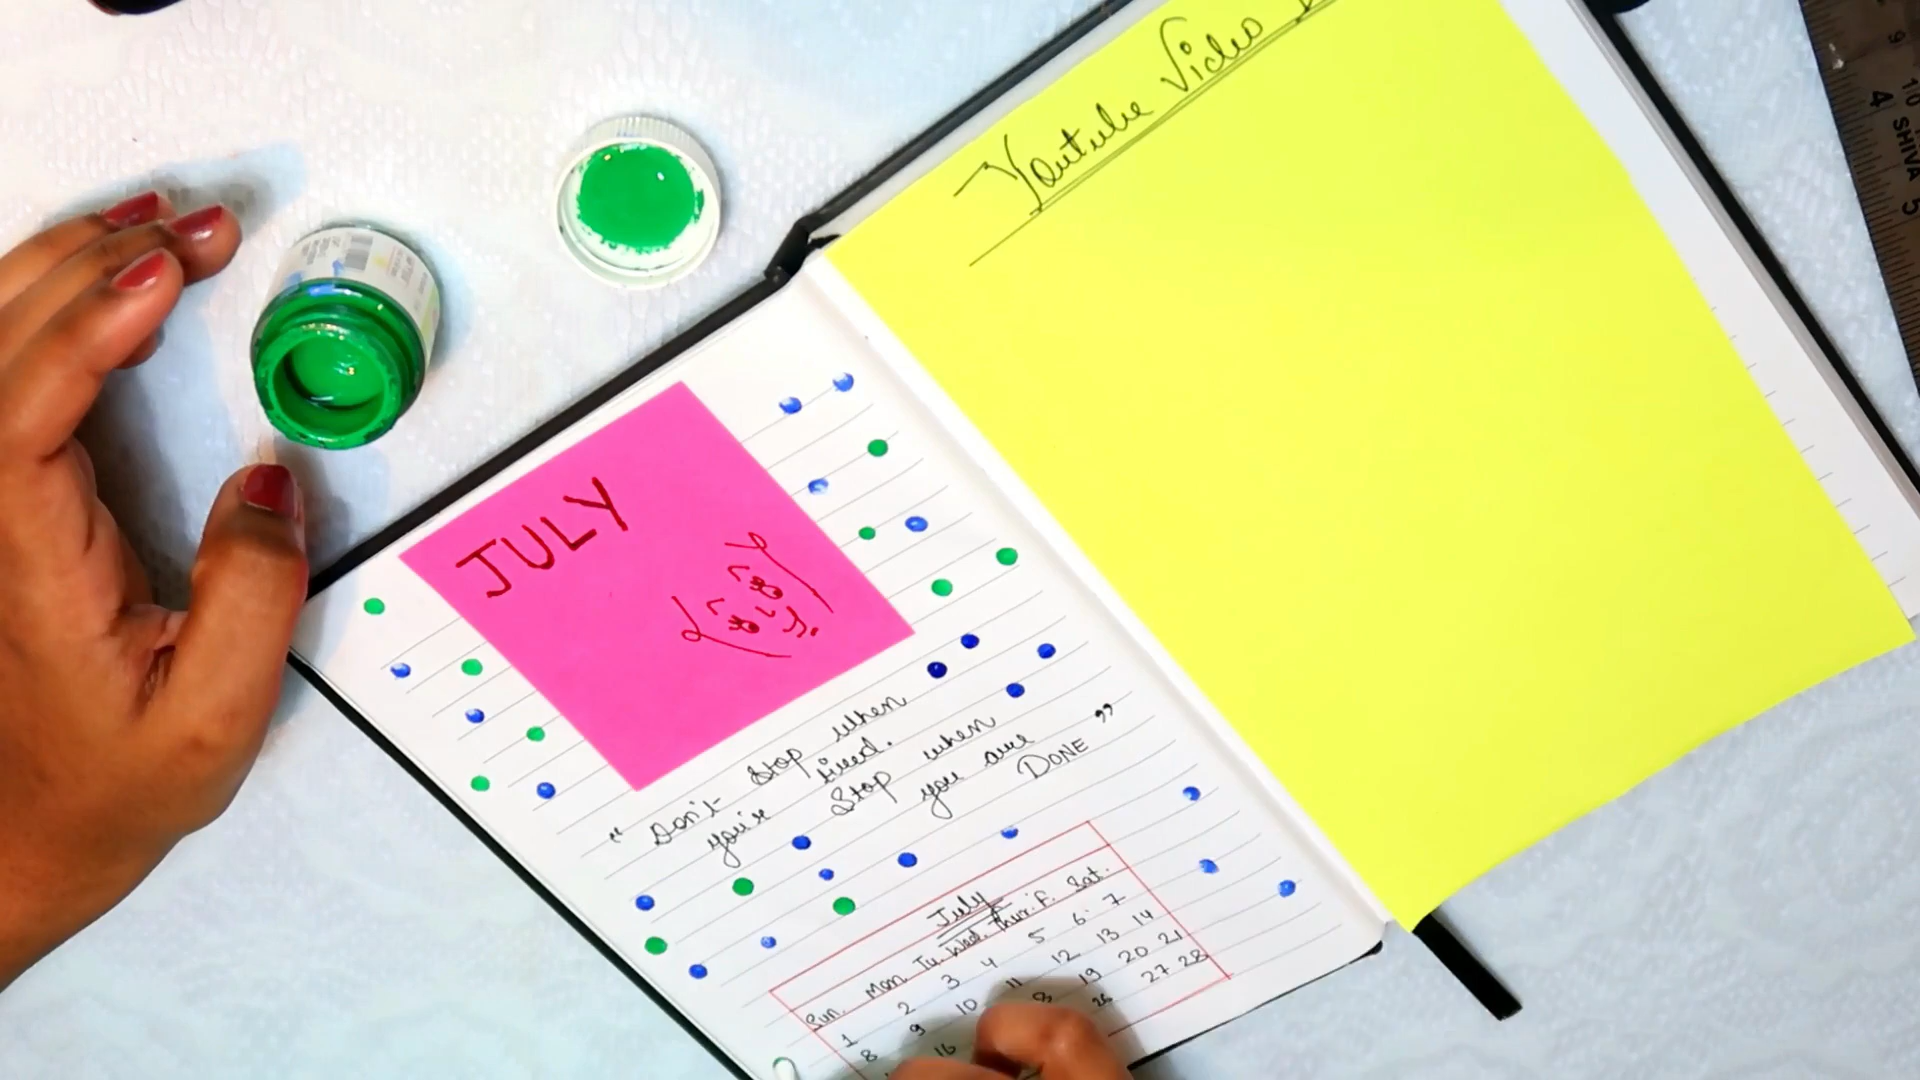 Youtube Video
JULY
" Don't Stop when
you're tired.
Stop when
you are
DONE "
July
Sun. Mon Tu. Wed. Thur. F. Sat.
1 2 3 4 5 6 7
8 9 10 11 12 13 14
16 19 20 21
27 28
9
10
4 SHIVA 5